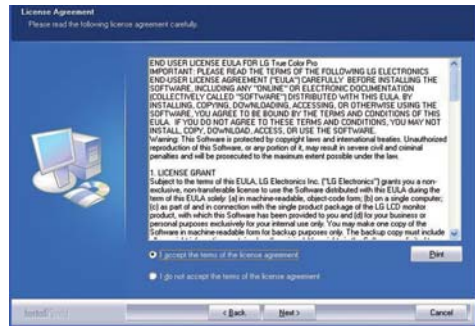 License Agreement
Please read the following license agreement carefully.
END USER LICENSE EULA FOR LG True Color Pro
IMPORTANT: PLEASE READ THE TERMS OF THE FOLLOWING LG ELECTRONICS
END-USER LICENSE AGREEMENT ("EULA") CAREFULLY BEFORE INSTALLING THE
SOFTWARE, INCLUDING ANY "ONLINE" OR ELECTRONIC DOCUMENTATION
(COLLECTIVELY CALLED "SOFTWARE") DISTRIBUTED WITH THIS EULA. BY
INSTALLING, COPYING, DOWNLOADING, ACCESSING, OR OTHERWISE USING THE
SOFTWARE, YOU AGREE TO BE BOUND BY THE TERMS AND CONDITIONS OF THIS
EULA. IF YOU DO NOT AGREE TO THESE TERMS AND CONDITIONS, YOU MAY NOT
INSTALL, COPY, DOWNLOAD, ACCESS, OR USE THE SOFTWARE.
Warning: This Software is protected by copyright laws and international treaties. Unauthorized
reproduction of this Software, or any portion of it, may result in severe civil and criminal
penalties and will be prosecuted to the maximum extent possible under the law.
1. LICENSE GRANT
Subject to the terms of this EULA, LG Electronics Inc. ("LG Electronics") grants you a non-
exclusive, non-transferable license to use the Software distributed with this EULA during the
term of this EULA solely: (a) in machine-readable, object-code form; (b) on a single computer;
(c) as part of and in connection with the single product package of the LG LCD monitor
product, with which this Software has been provided to you and (d) for your business or
personal purposes exclusively for your internal use only. You may make one copy of the
Software in machine-readable form for backup purposes only. The backup copy must include
I accept the terms of the license agreement
Print
I do not accept the terms of the license agreement
InstallShield
< Back
Next >
Cancel